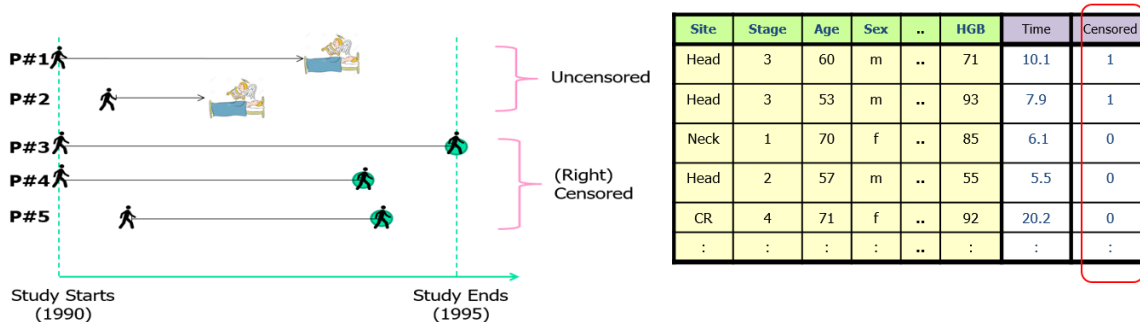 P#1
P#2
P#3
P#4
P#5
Uncensored
(Right)
Censored
Study Starts
(1990)
Study Ends
(1995)
Site Stage Age Sex .. HGB Time Censored
Head 3 60 m .. 71 10.1 1
Head 3 53 m .. 93 7.9 1
Neck 1 70 f .. 85 6.1 0
Head 2 57 m .. 55 5.5 0
CR 4 71 f .. 92 20.2 0
: : : : .. : : :